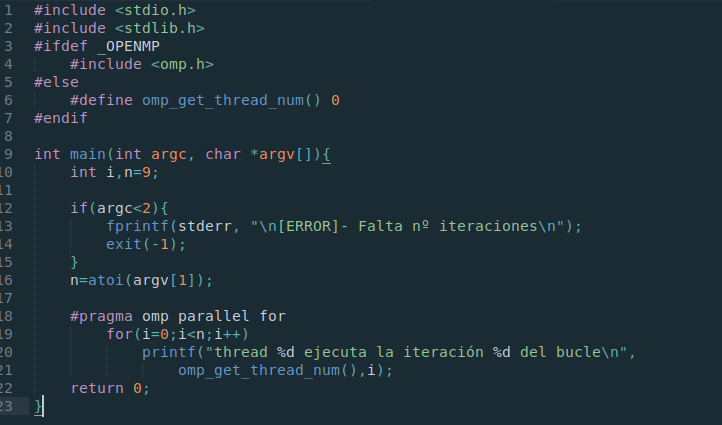 1 #include <stdio.h>
2 #include <stdlib.h>
3 #ifdef _OPENMP
4     #include <omp.h>
5 #else
6     #define omp_get_thread_num() 0
7 #endif
8
9 int main(int argc, char *argv[]){
10     int i,n=9;
11
12     if(argc<2){
13         fprintf(stderr, "\n[ERROR]- Falta nº iteraciones\n");
14         exit(-1);
15     }
16     n=atoi(argv[1]);
17
18     #pragma omp parallel for
19         for(i=0;i<n;i++)
20             printf("thread %d ejecuta la iteración %d del bucle\n",
21                 omp_get_thread_num(),i);
22     return 0;
23 }